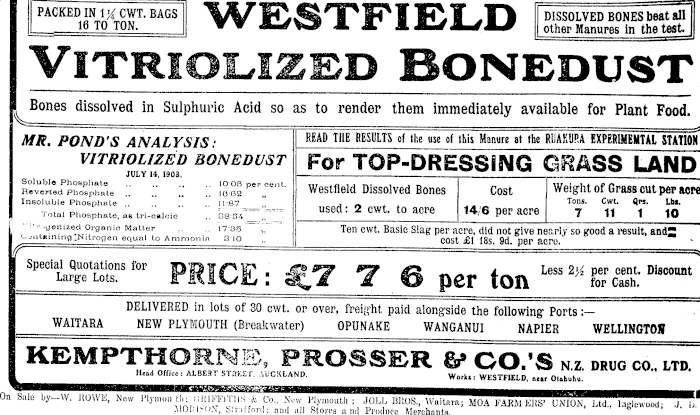 PACKED IN 1¼ CWT. BAGS
16 TO TON.
WESTFIELD
DISSOLVED BONES beat all
other Manures in the test.
VITRIOLIZED BONEDUST
Bones dissolved in Sulphuric Acid so as to render them immediately available for Plant Food.
MR. POND'S ANALYSIS:
VITRIOLIZED BONEDUST
JULY 14, 1903.
Soluble Phosphate .. .. .. .. 10·08 per cent.
Reverted Phosphate .. .. .. .. 16·62 "
Insoluble Phosphate .. .. .. .. 11·87
Total Phosphate, as tri-calcic .. 38·54
Nitrogenized Organic Matter .. .. 17·35 "
Containing Nitrogen equal to Ammonia 3·10 "
READ THE RESULTS of the use of this Manure at the RUAKURA EXPERIMEMTAL STATION
For TOP-DRESSING GRASS LAND
Westfield Dissolved Bones
used: 2 cwt. to acre
Cost
14/6 per acre
Weight of Grass cut per acre
Tons. Cwt. Qrs. Lbs.
7 11 1 10
Ten cwt. Basic Slag per acre, did not give nearly so good a result, and
cost £1 18s. 9d. per acre.
Special Quotations for
Large Lots.
PRICE: £7 7 6 per ton
Less 2½ per cent. Discount
for Cash.
DELIVERED in lots of 30 cwt. or over, freight paid alongside the following Ports :—
WAITARA NEW PLYMOUTH (Breakwater) OPUNAKE WANGANUI NAPIER WELLINGTON
KEMPTHORNE, PROSSER & CO.'S N.Z. DRUG CO., LTD.
Head Office: ALBERT STREET, AUCKLAND. Works: WESTFIELD, near Otahuhu.
On Sale by—W. ROWE, New Plymouth; GRIFFITHS & Co., New Plymouth; JOLL BROS., Waitara; MOA FARMERS' UNION, Ltd., Inglewood; J.
MORISON, Stratford; and all Stores and Produce Merchants.